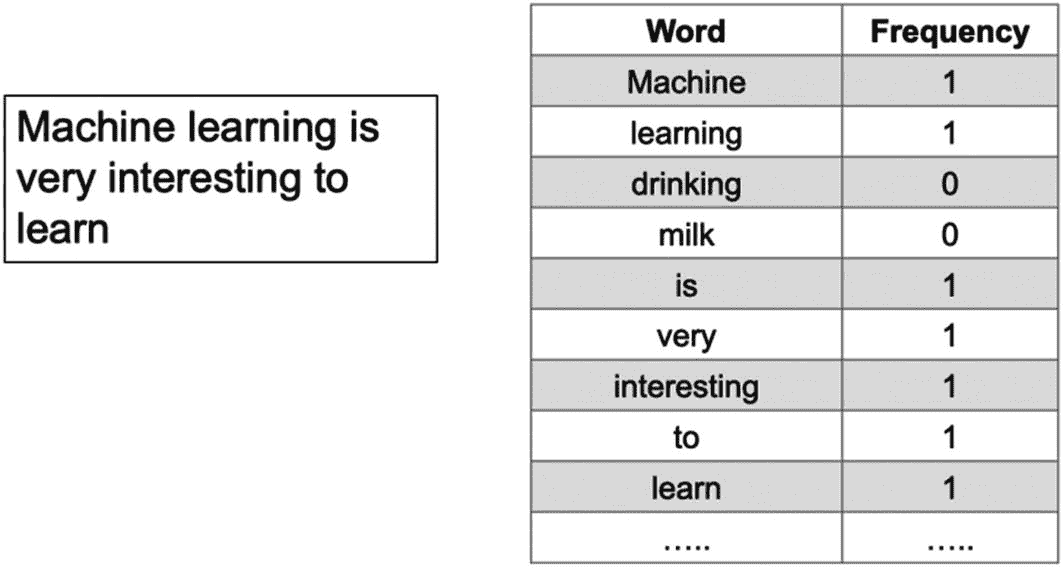 Machine learning is
very interesting to
learn
Word Frequency
Machine 1
learning 1
drinking 0
milk 0
is 1
very 1
interesting 1
to 1
learn 1
..... .....